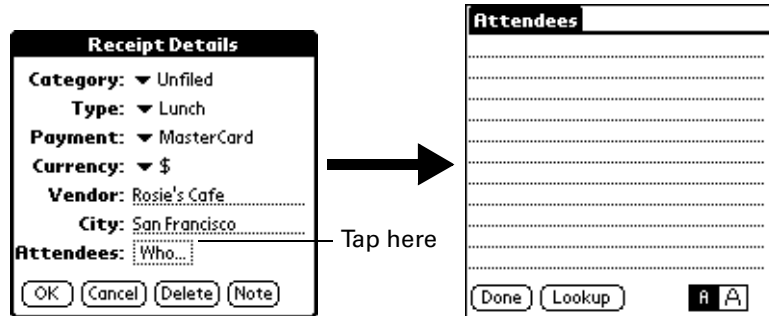 Receipt Details
Category: Unfiled
Type: Lunch
Payment: MasterCard
Currency: $
Vendor: Rosie's Cafe
City: San Francisco
Attendees: Who...
OK Cancel Delete Note
Tap here
Attendees
Done Lookup A A